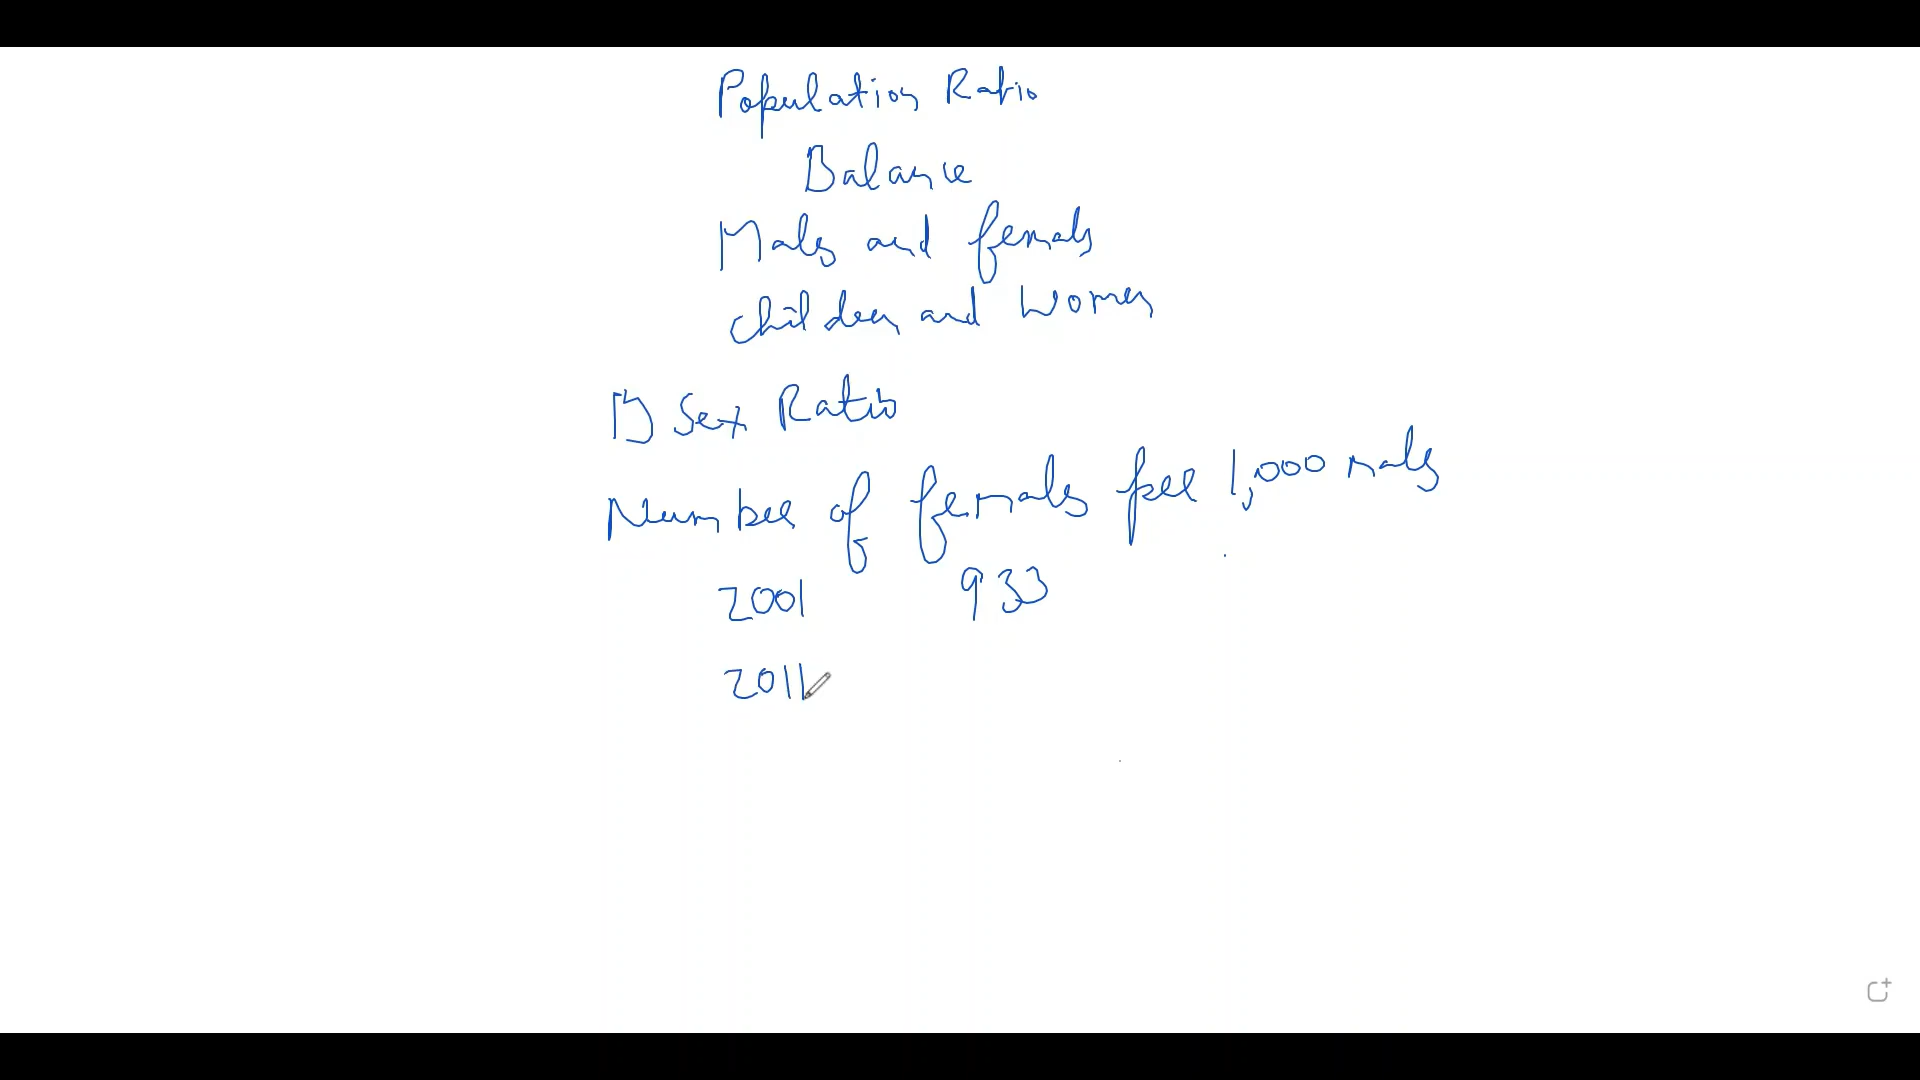 Population Ratio
Balance
Males and females
children and women
1) Sex Ratio
Number of females per 1,000 males
2001 933
2011